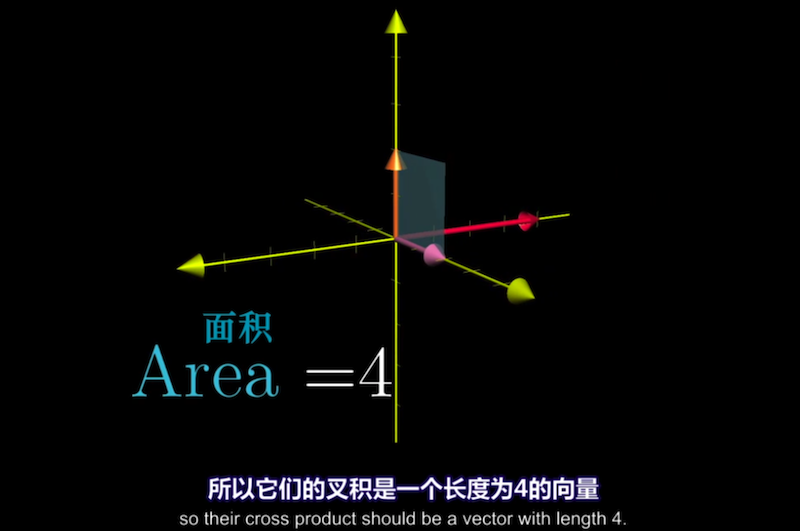 面积
Area =4
所以它们的叉积是一个长度为4的向量
so their cross product should be a vector with length 4.